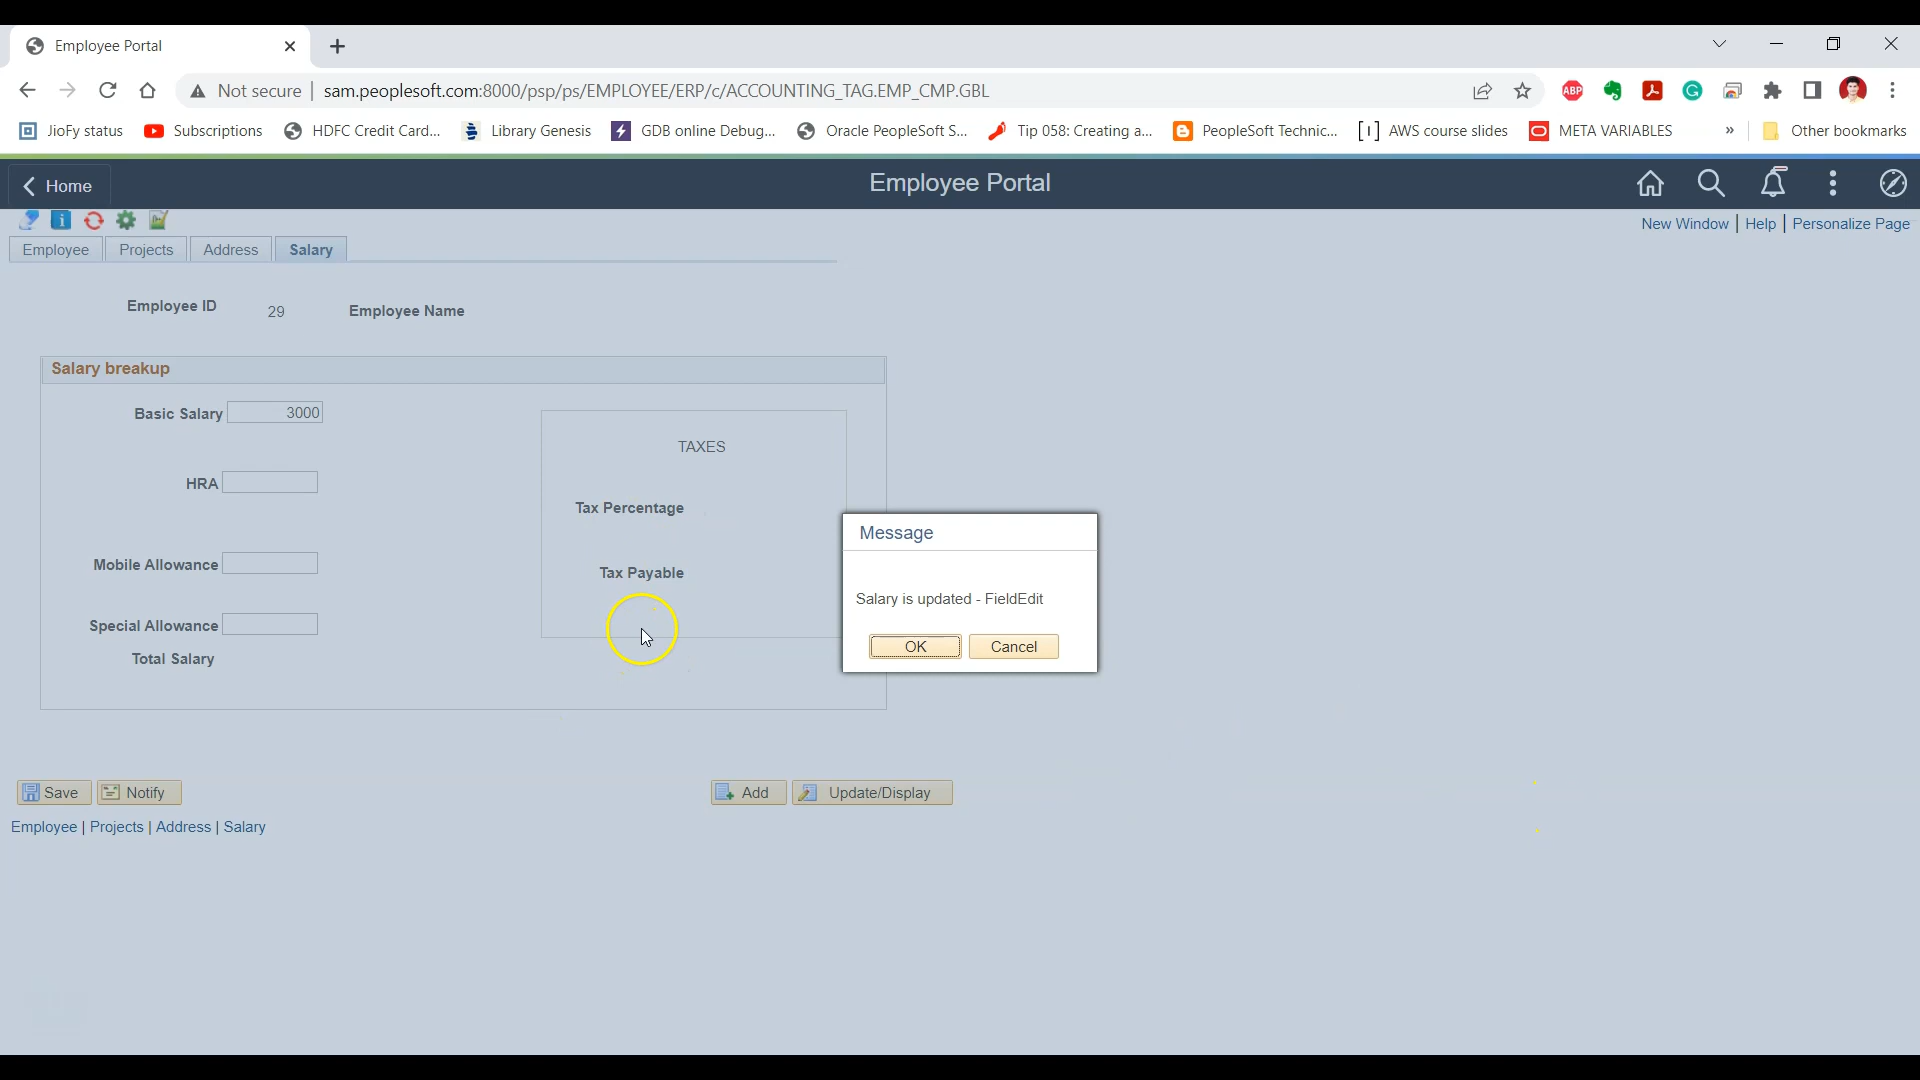 Employee Portal
Not secure | sam.peoplesoft.com:8000/psp/ps/EMPLOYEE/ERP/c/ACCOUNTING_TAG.EMP_CMP.GBL
ABP
JioFy status Subscriptions HDFC Credit Card... Library Genesis GDB online Debug... Oracle PeopleSoft S... Tip 058: Creating a... PeopleSoft Technic... AWS course slides META VARIABLES » Other bookmarks
Home Employee Portal
New Window | Help | Personalize Page
Employee Projects Address Salary
Employee ID 29 Employee Name
Salary breakup
Basic Salary 3000
TAXES
HRA
Tax Percentage
Message
Mobile Allowance
Tax Payable
Salary is updated - FieldEdit
Special Allowance
OK Cancel
Total Salary
Save Notify Add Update/Display
Employee | Projects | Address | Salary